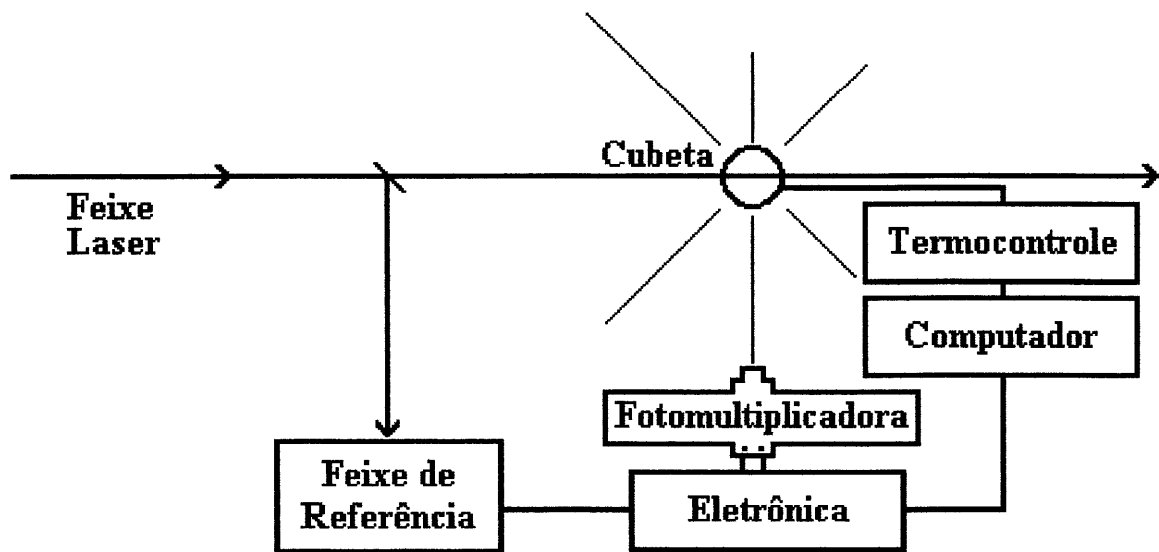 Cubeta
Feixe
Laser
Termocontrole
Computador
Fotomultiplicadora
Feixe de
Referência
Eletrônica